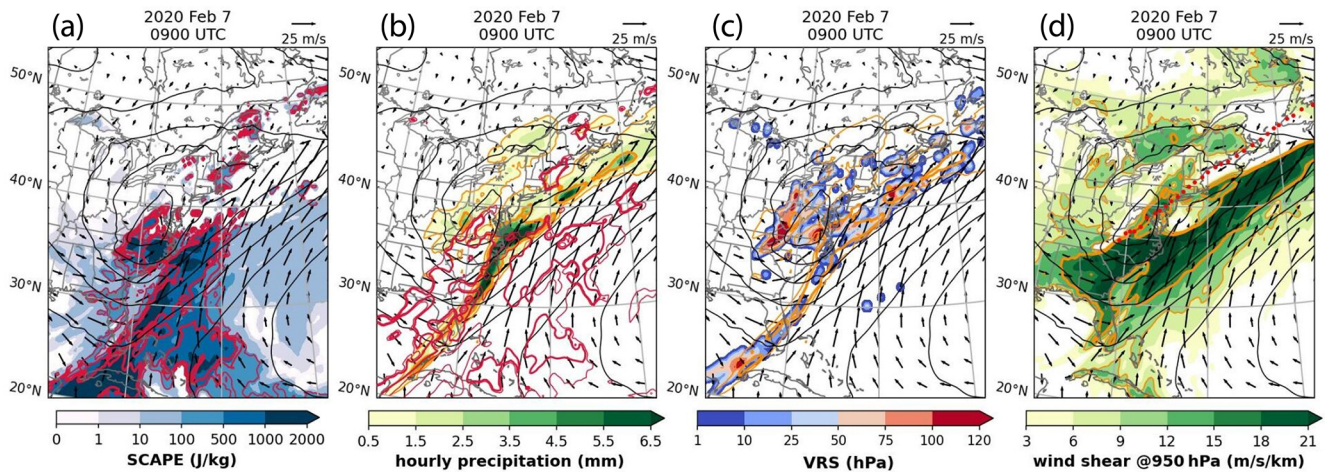 (a)
2020 Feb 7
0900 UTC
25 m/s
50°N
40°N
30°N
20°N
0 1 10 100 500 1000 2000
SCAPE (J/kg)
(b)
2020 Feb 7
0900 UTC
25 m/s
50°N
40°N
30°N
20°N
0.5 1.5 2.5 3.5 4.5 5.5 6.5
hourly precipitation (mm)
(c)
2020 Feb 7
0900 UTC
25 m/s
50°N
40°N
30°N
20°N
1 10 25 50 75 100 120
VRS (hPa)
(d)
2020 Feb 7
0900 UTC
25 m/s
50°N
40°N
30°N
20°N
3 6 9 12 15 18 21
wind shear @950 hPa (m/s/km)